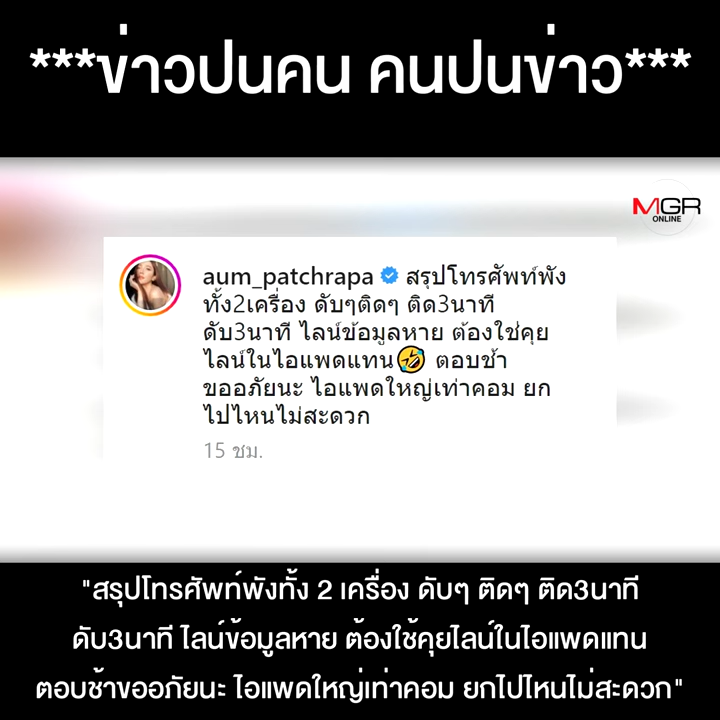 ***ข่าวปนคน คนปนข่าว***
MGR
ONLINE
aum_patchrapa สรุปโทรศัพท์พัง
ทั้ง2เครื่อง ดับๆติดๆ ติด3นาที
ดับ3นาที ไลน์ข้อมูลหาย ต้องใช่คุย
ไลน์ในไอแพดแทน🤣 ตอบช้า
ขออภัยนะ ไอแพดใหญ่เท่าคอม ยก
ไปไหนไม่สะดวก
15 ชม.
"สรุปโทรศัพท์พังทั้ง 2 เครื่อง ดับๆ ติดๆ ติด3นาที
ดับ3นาที ไลน์ข้อมูลหาย ต้องใช้คุยไลน์ในไอแพดแทน
ตอบช้าขออภัยนะ ไอแพดใหญ่เท่าคอม ยกไปไหนไม่สะดวก"